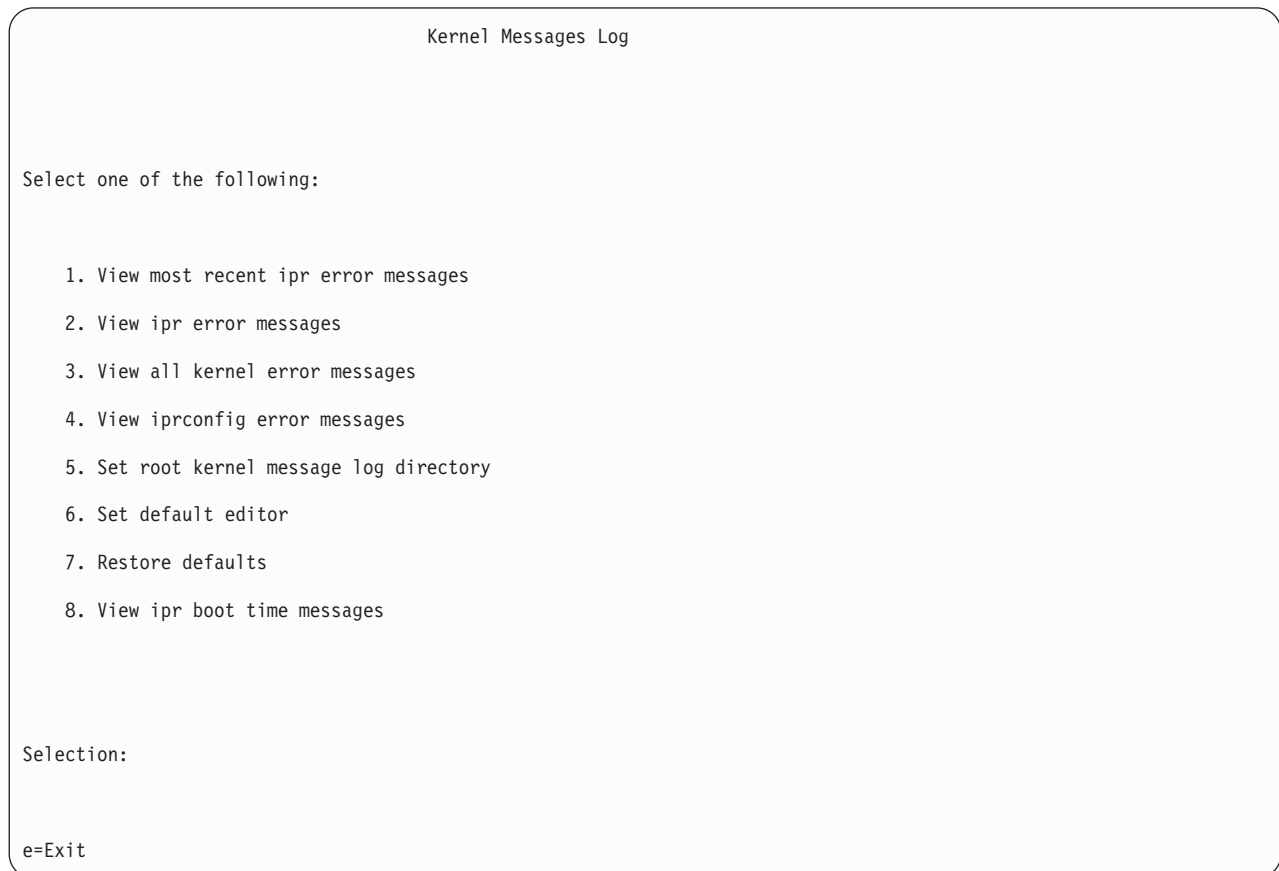 Kernel Messages Log
Select one of the following:
1. View most recent ipr error messages
2. View ipr error messages
3. View all kernel error messages
4. View iprconfig error messages
5. Set root kernel message log directory
6. Set default editor
7. Restore defaults
8. View ipr boot time messages
Selection:
e=Exit